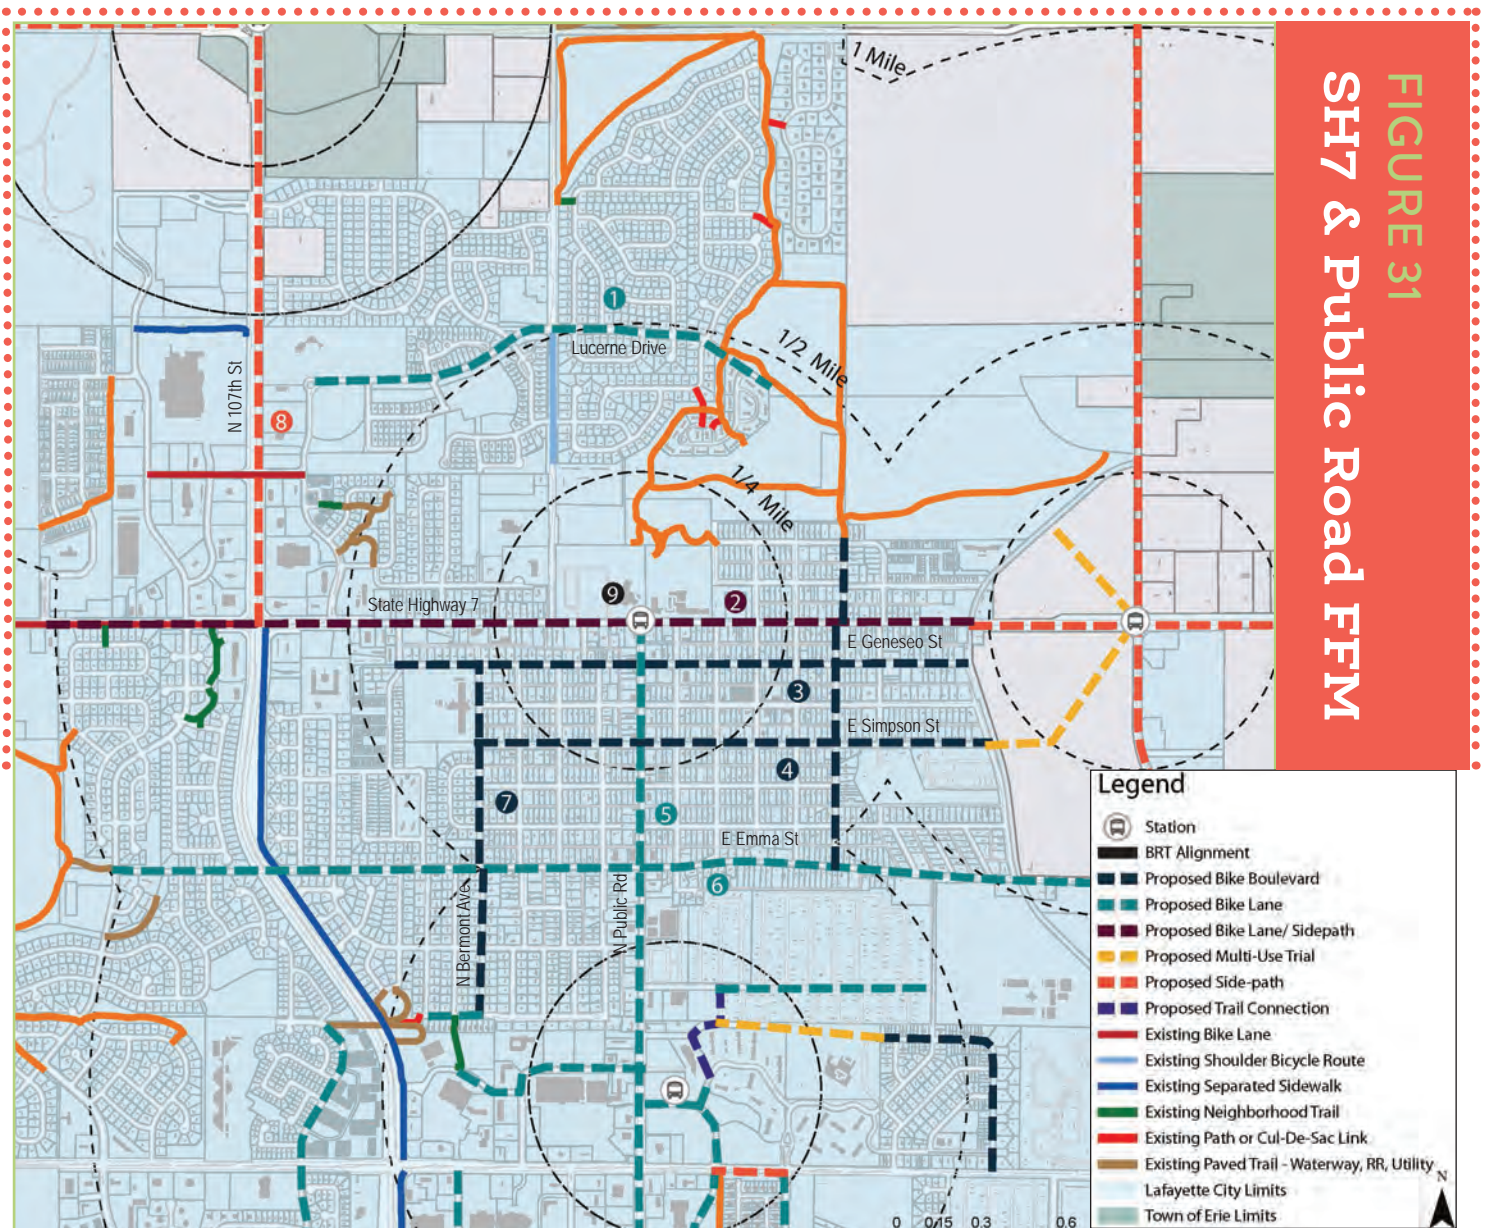 FIGURE 31
SH7 & Public Road FFM
1 Mile
1
1/2 Mile
Lucerne Drive
N 107th St
8
1/4 Mile
9
2
State Highway 7
E Geneseo St
3
E Simpson St
4
7
5
E Emma St
6
N Bermont Ave
N Public Rd
Legend
Station
BRT Alignment
Proposed Bike Boulevard
Proposed Bike Lane
Proposed Bike Lane/ Sidepath
Proposed Multi-Use Trial
Proposed Side-path
Proposed Trail Connection
Existing Bike Lane
Existing Shoulder Bicycle Route
Existing Separated Sidewalk
Existing Neighborhood Trail
Existing Path or Cul-De-Sac Link
Existing Paved Trail - Waterway, RR, Utility
Lafayette City Limits
Town of Erie Limits
N
0 0.15 0.3 0.6